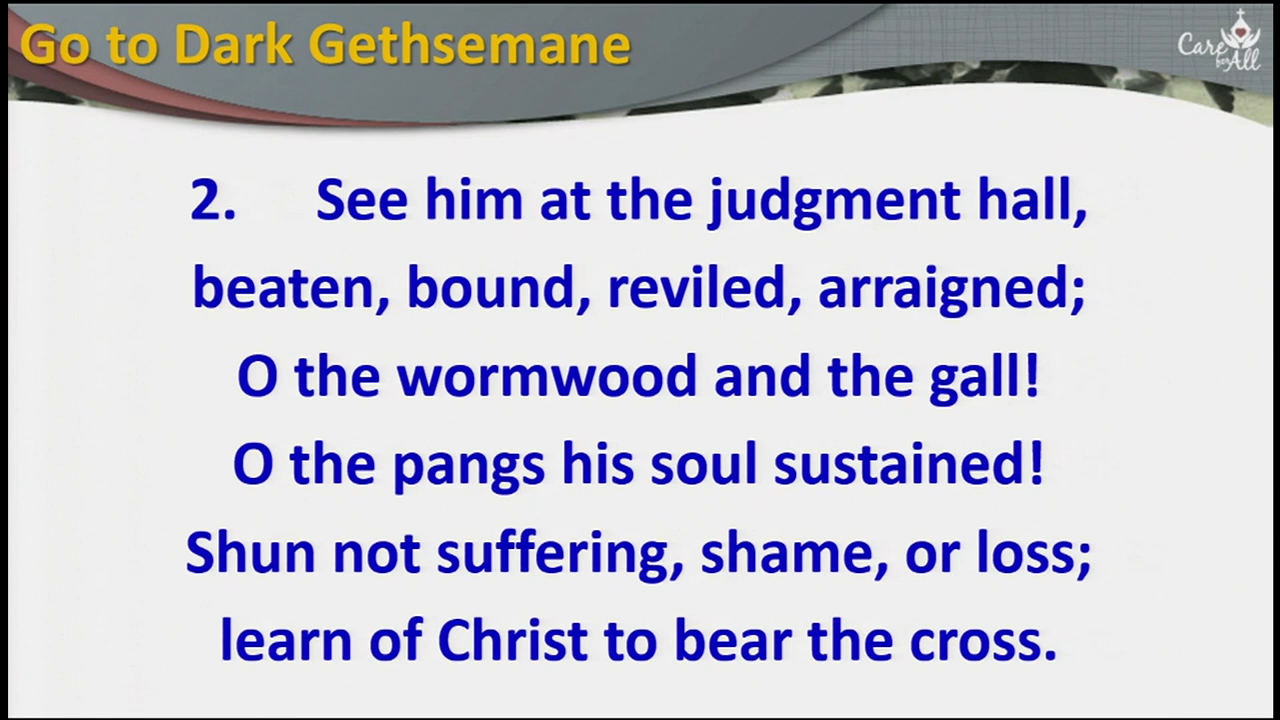 Go to Dark Gethsemane
Care for All
2. See him at the judgment hall,
beaten, bound, reviled, arraigned;
O the wormwood and the gall!
O the pangs his soul sustained!
Shun not suffering, shame, or loss;
learn of Christ to bear the cross.